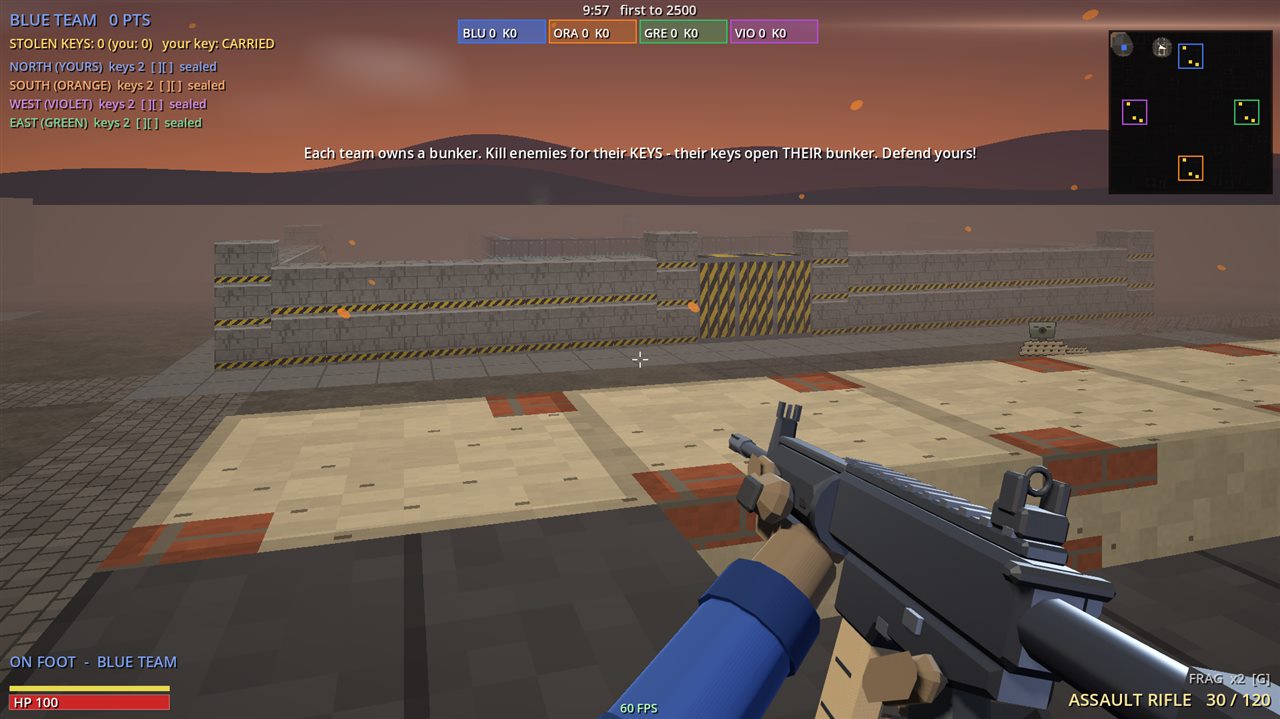 BLUE TEAM 0 PTS
STOLEN KEYS: 0 (you: 0) your key: CARRIED
NORTH (YOURS) keys 2 [ ][ ] sealed
SOUTH (ORANGE) keys 2 [ ][ ] sealed
WEST (VIOLET) keys 2 [ ][ ] sealed
EAST (GREEN) keys 2 [ ][ ] sealed
9:57 first to 2500
BLU 0 K0
ORA 0 K0
GRE 0 K0
VIO 0 K0
Each team owns a bunker. Kill enemies for their KEYS - their keys open THEIR bunker. Defend yours!
ON FOOT - BLUE TEAM
HP 100
60 FPS
FRAG x2 [G]
ASSAULT RIFLE 30 / 120